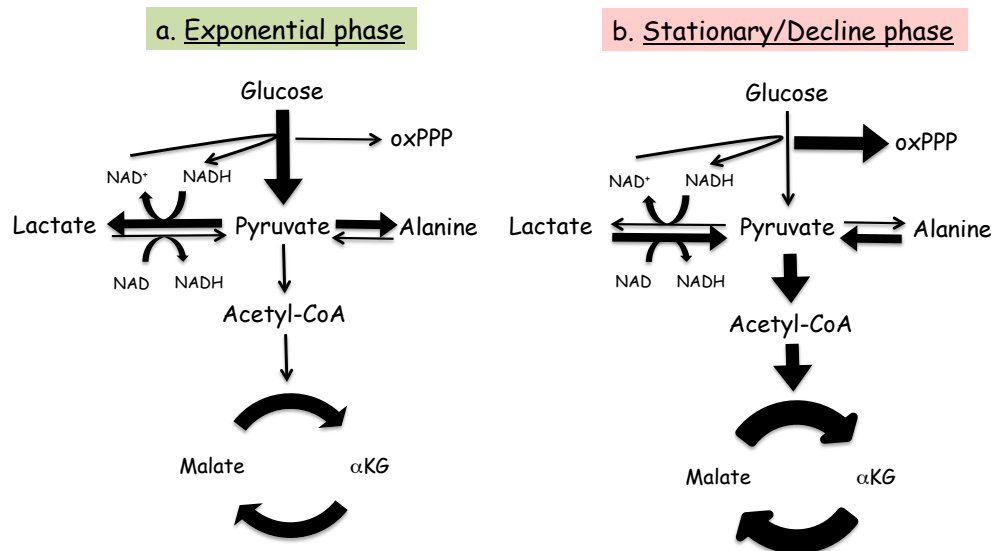 a. Exponential phase
Glucose
oxPPP
NAD⁺ NADH
Lactate Pyruvate Alanine
NAD NADH
Acetyl-CoA
Malate αKG
b. Stationary/Decline phase
Glucose
oxPPP
NAD⁺ NADH
Lactate Pyruvate Alanine
NAD NADH
Acetyl-CoA
Malate αKG